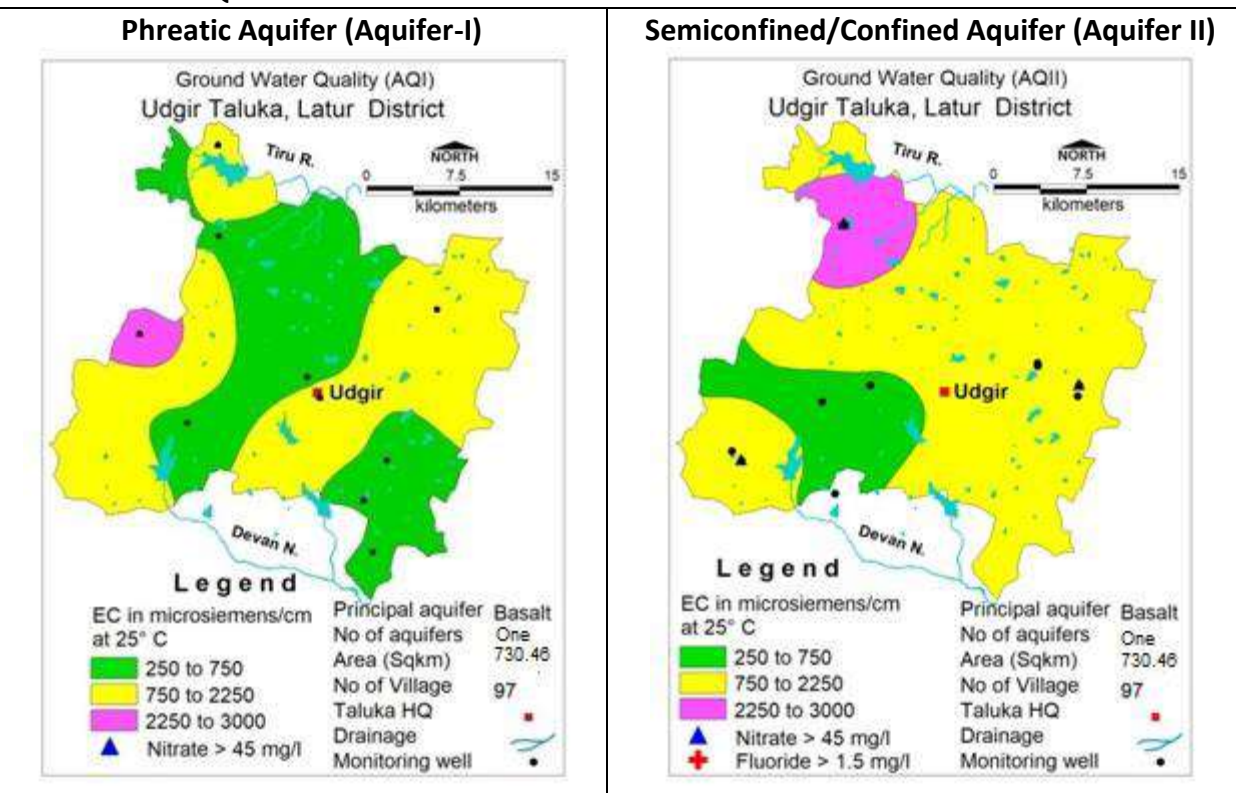 Phreatic Aquifer (Aquifer-I)
Ground Water Quality (AQI)
Udgir Taluka, Latur District
Tiru R.
NORTH
0 7.5 15
kilometers
Udgir
Devan N.
Legend
EC in microsiemens/cm
at 25° C
250 to 750
750 to 2250
2250 to 3000
Nitrate > 45 mg/l
Principal aquifer Basalt
No of aquifers One
Area (Sqkm) 730.46
No of Village 97
Taluka HQ
Drainage
Monitoring well
Semiconfined/Confined Aquifer (Aquifer II)
Ground Water Quality (AQII)
Udgir Taluka, Latur District
Tiru R.
NORTH
0 7.5 15
kilometers
Udgir
Devan N.
Legend
EC in microsiemens/cm
at 25° C
250 to 750
750 to 2250
2250 to 3000
Nitrate > 45 mg/l
Fluoride > 1.5 mg/l
Principal aquifer Basalt
No of aquifers One
Area (Sqkm) 730.46
No of Village 97
Taluka HQ
Drainage
Monitoring well